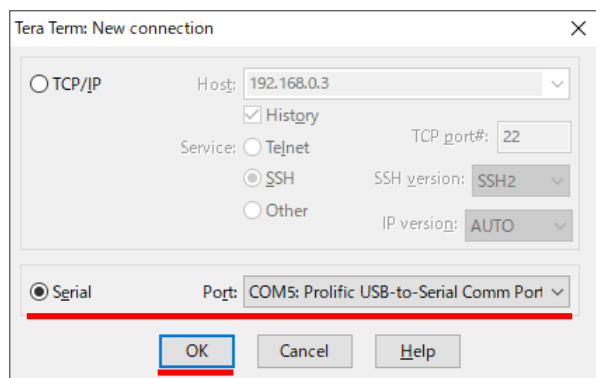 Tera Term: New connection
TCP/IP
Host: 192.168.0.3
History
Service: Telnet
TCP port#: 22
SSH
SSH version: SSH2
Other
IP version: AUTO
Serial
Port: COM5: Prolific USB-to-Serial Comm Port
OK Cancel Help